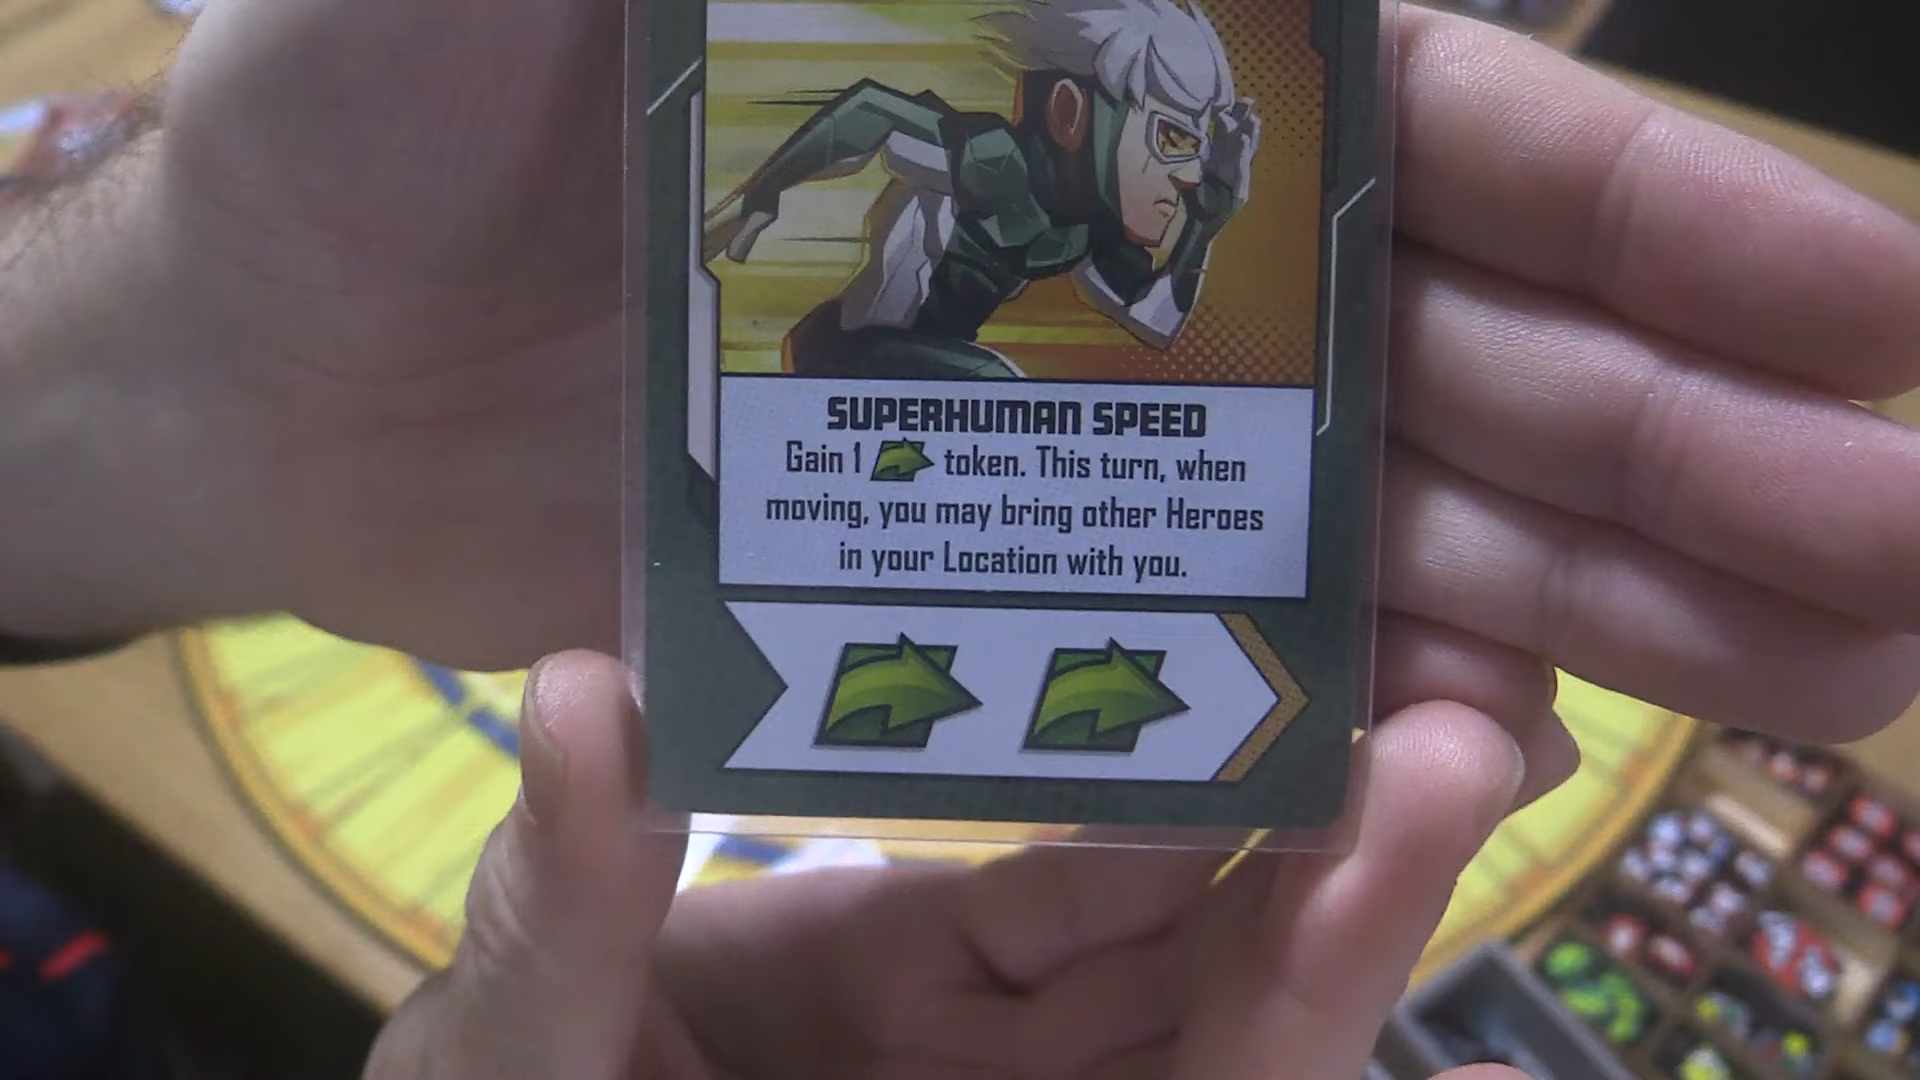 SUPERHUMAN SPEED
Gain 1 token. This turn, when
moving, you may bring other Heroes
in your Location with you.